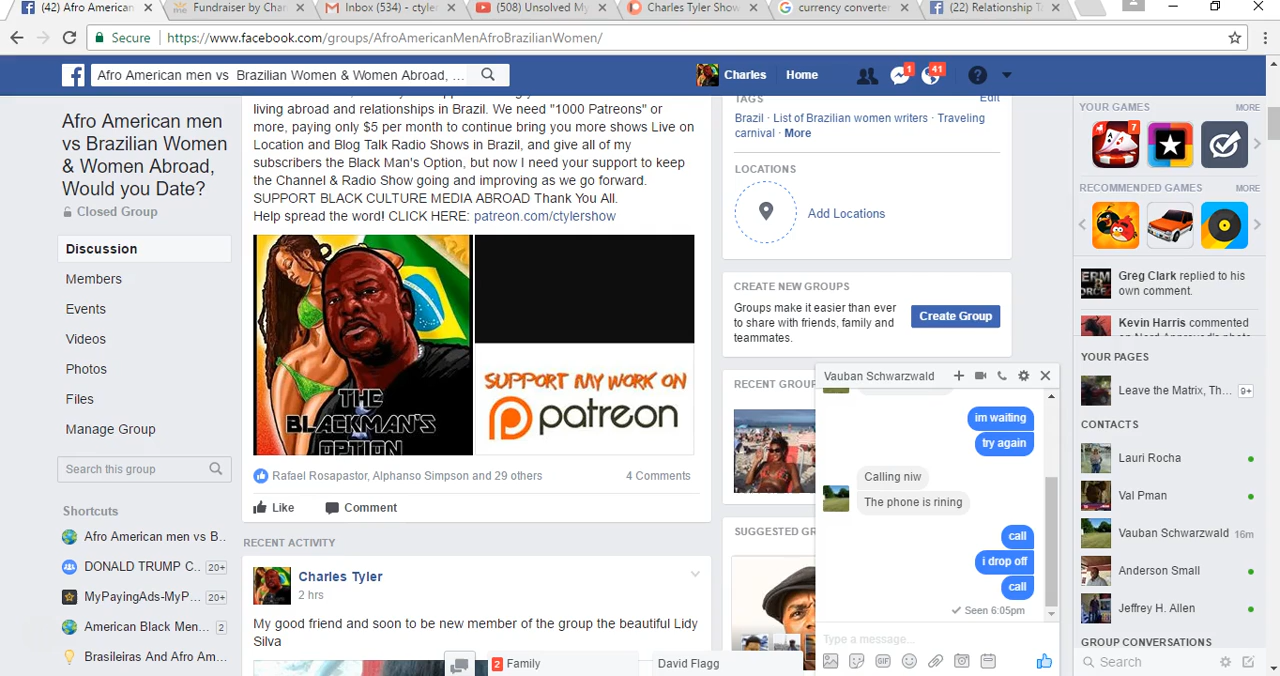 (42) Afro American
Fundraiser by Char
Inbox (534) - ctyle
(508) Unsolved My
Charles Tyler Show
currency converter
(22) Relationship Ta
Secure
https://www.facebook.com/groups/AfroAmericanMenAfroBrazilianWomen/
Afro American men vs Brazilian Women & Women Abroad, ...
Charles
Home
1
41
Afro American men
vs Brazilian Women
& Women Abroad,
Would you Date?
Closed Group
Discussion
Members
Events
Videos
Photos
Files
Manage Group
Search this group
Shortcuts
Afro American men vs B...
DONALD TRUMP C... 20+
MyPayingAds-MyP... 20+
American Black Men... 2
Brasileiras And Afro Am...
living abroad and relationships in Brazil. We need "1000 Patreons" or
more, paying only $5 per month to continue bring you more shows Live on
Location and Blog Talk Radio Shows in Brazil, and give all of my
subscribers the Black Man's Option, but now I need your support to keep
the Channel & Radio Show going and improving as we go forward.
SUPPORT BLACK CULTURE MEDIA ABROAD Thank You All.
Help spread the word! CLICK HERE: patreon.com/ctylershow
THE
BLACKMAN'S
OPTION
SUPPORT MY WORK ON
patreon
Rafael Rosapastor, Alphanso Simpson and 29 others
4 Comments
Like
Comment
RECENT ACTIVITY
Charles Tyler
2 hrs
My good friend and soon to be new member of the group the beautiful Lidy
Silva
TAGS
Edit
Brazil · List of Brazilian women writers · Traveling
carnival · More
LOCATIONS
Add Locations
CREATE NEW GROUPS
Groups make it easier than ever
to share with friends, family and
teammates.
Create Group
RECENT GROUP
SUGGESTED GR
Vauban Schwarzwald
im waiting
try again
Calling niw
The phone is rining
call
i drop off
call
Seen 6:05pm
Type a message...
GIF
2 Family
David Flagg
YOUR GAMES
MORE
7
RECOMMENDED GAMES
MORE
Greg Clark replied to his
own comment.
Kevin Harris commented
YOUR PAGES
Leave the Matrix, Th... 9+
CONTACTS
Lauri Rocha
Val Pman
Vauban Schwarzwald 16m
Anderson Small
Jeffrey H. Allen
GROUP CONVERSATIONS
Search